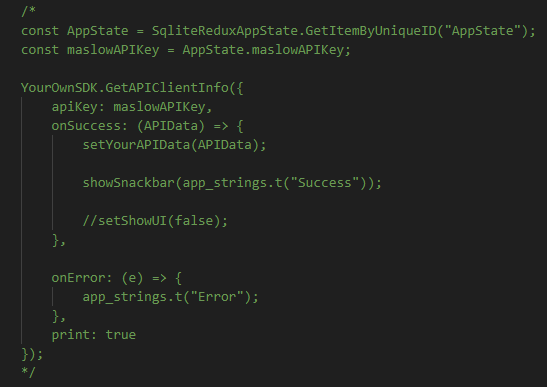 /*
const AppState = SqliteReduxAppState.GetItemByUniqueID("AppState");
const maslowAPIKey = AppState.maslowAPIKey;

YourOwnSDK.GetAPIClientInfo({
    apiKey: maslowAPIKey,
    onSuccess: (APIData) => {
        setYourAPIData(APIData);

        showSnackbar(app_strings.t("Success"));

        //setShowUI(false);
    },

    onError: (e) => {
        app_strings.t("Error");
    },
    print: true
});
*/